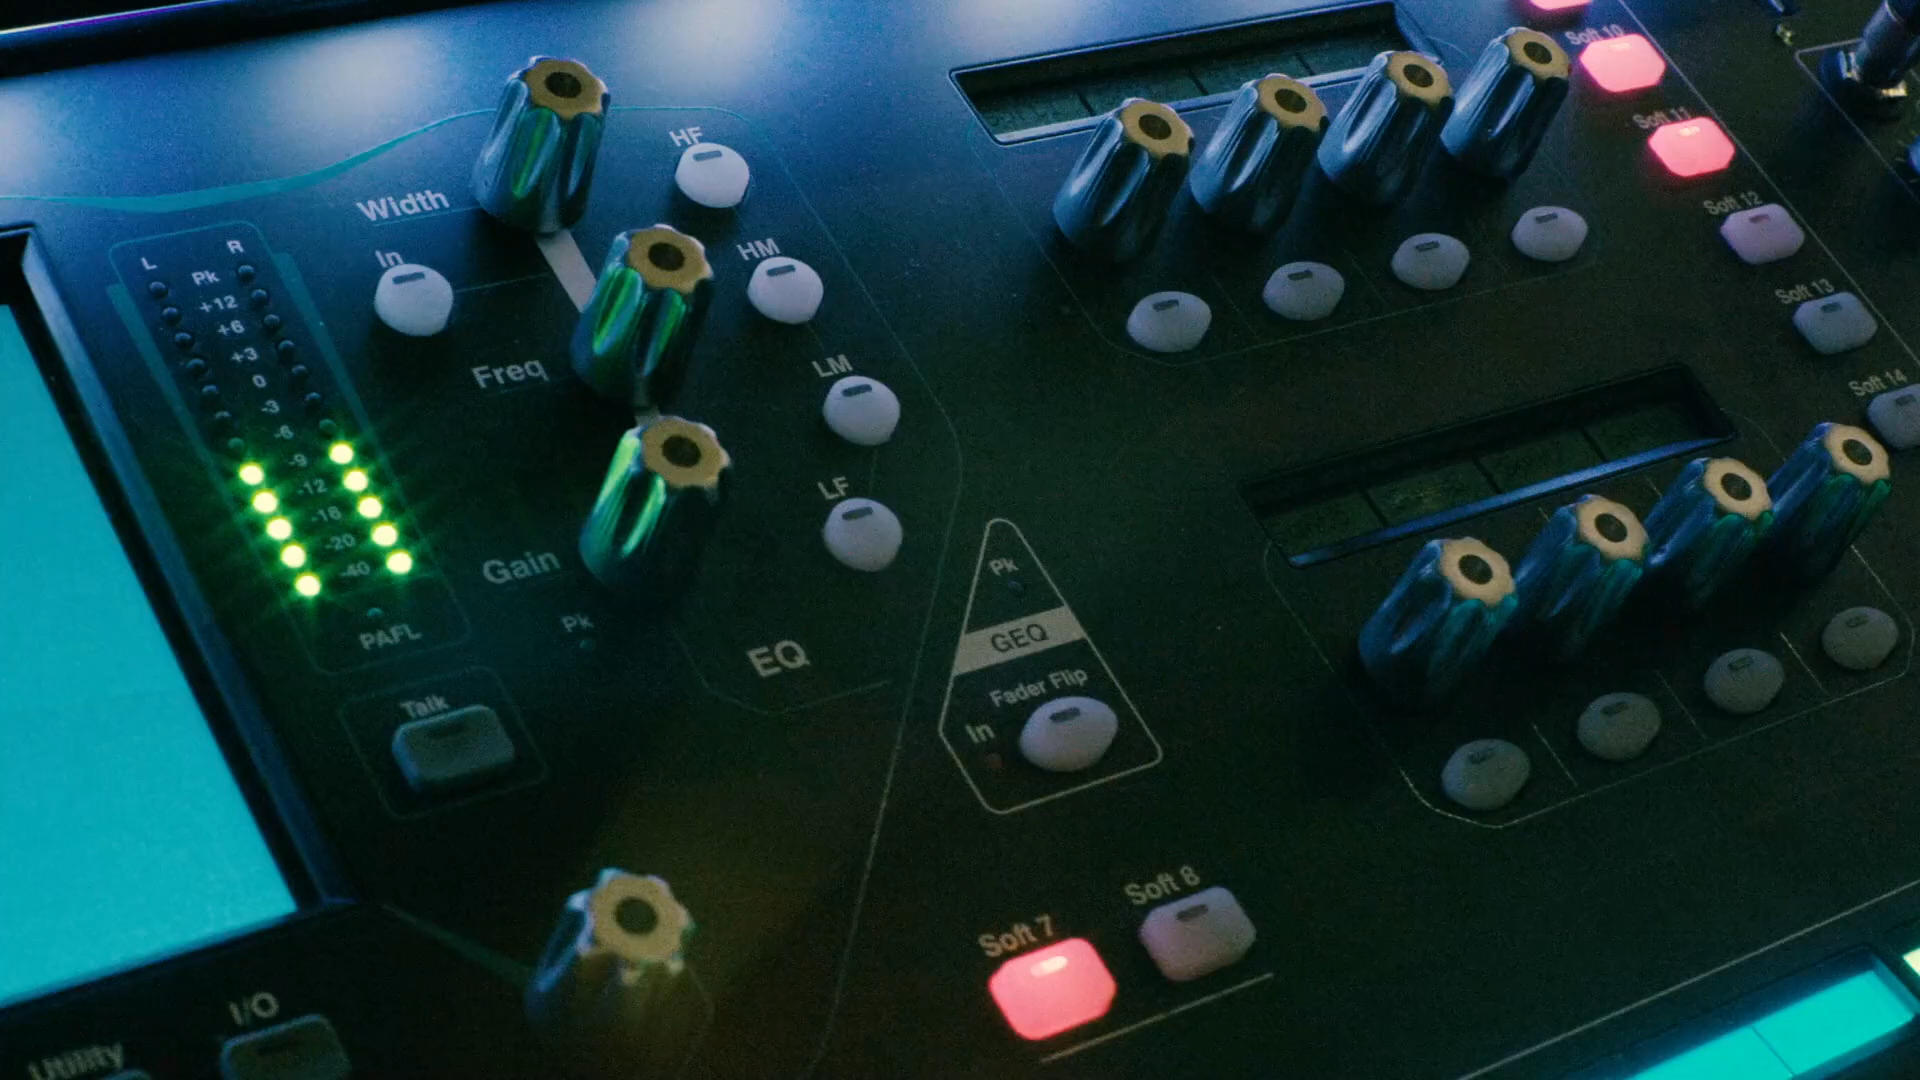 Soft 10
HF
Soft 11
Width
Soft 12
R
HM
L
In
Pk
Soft 13
+12
+6
+3
LM
Freq
0
Soft 14
-3
-6
-9
LF
-12
-20
-40
Gain
Pk
Pk
PAFL
GEQ
EQ
Fader Flip
Talk
In
Soft 8
Soft 7
I/O
Utility